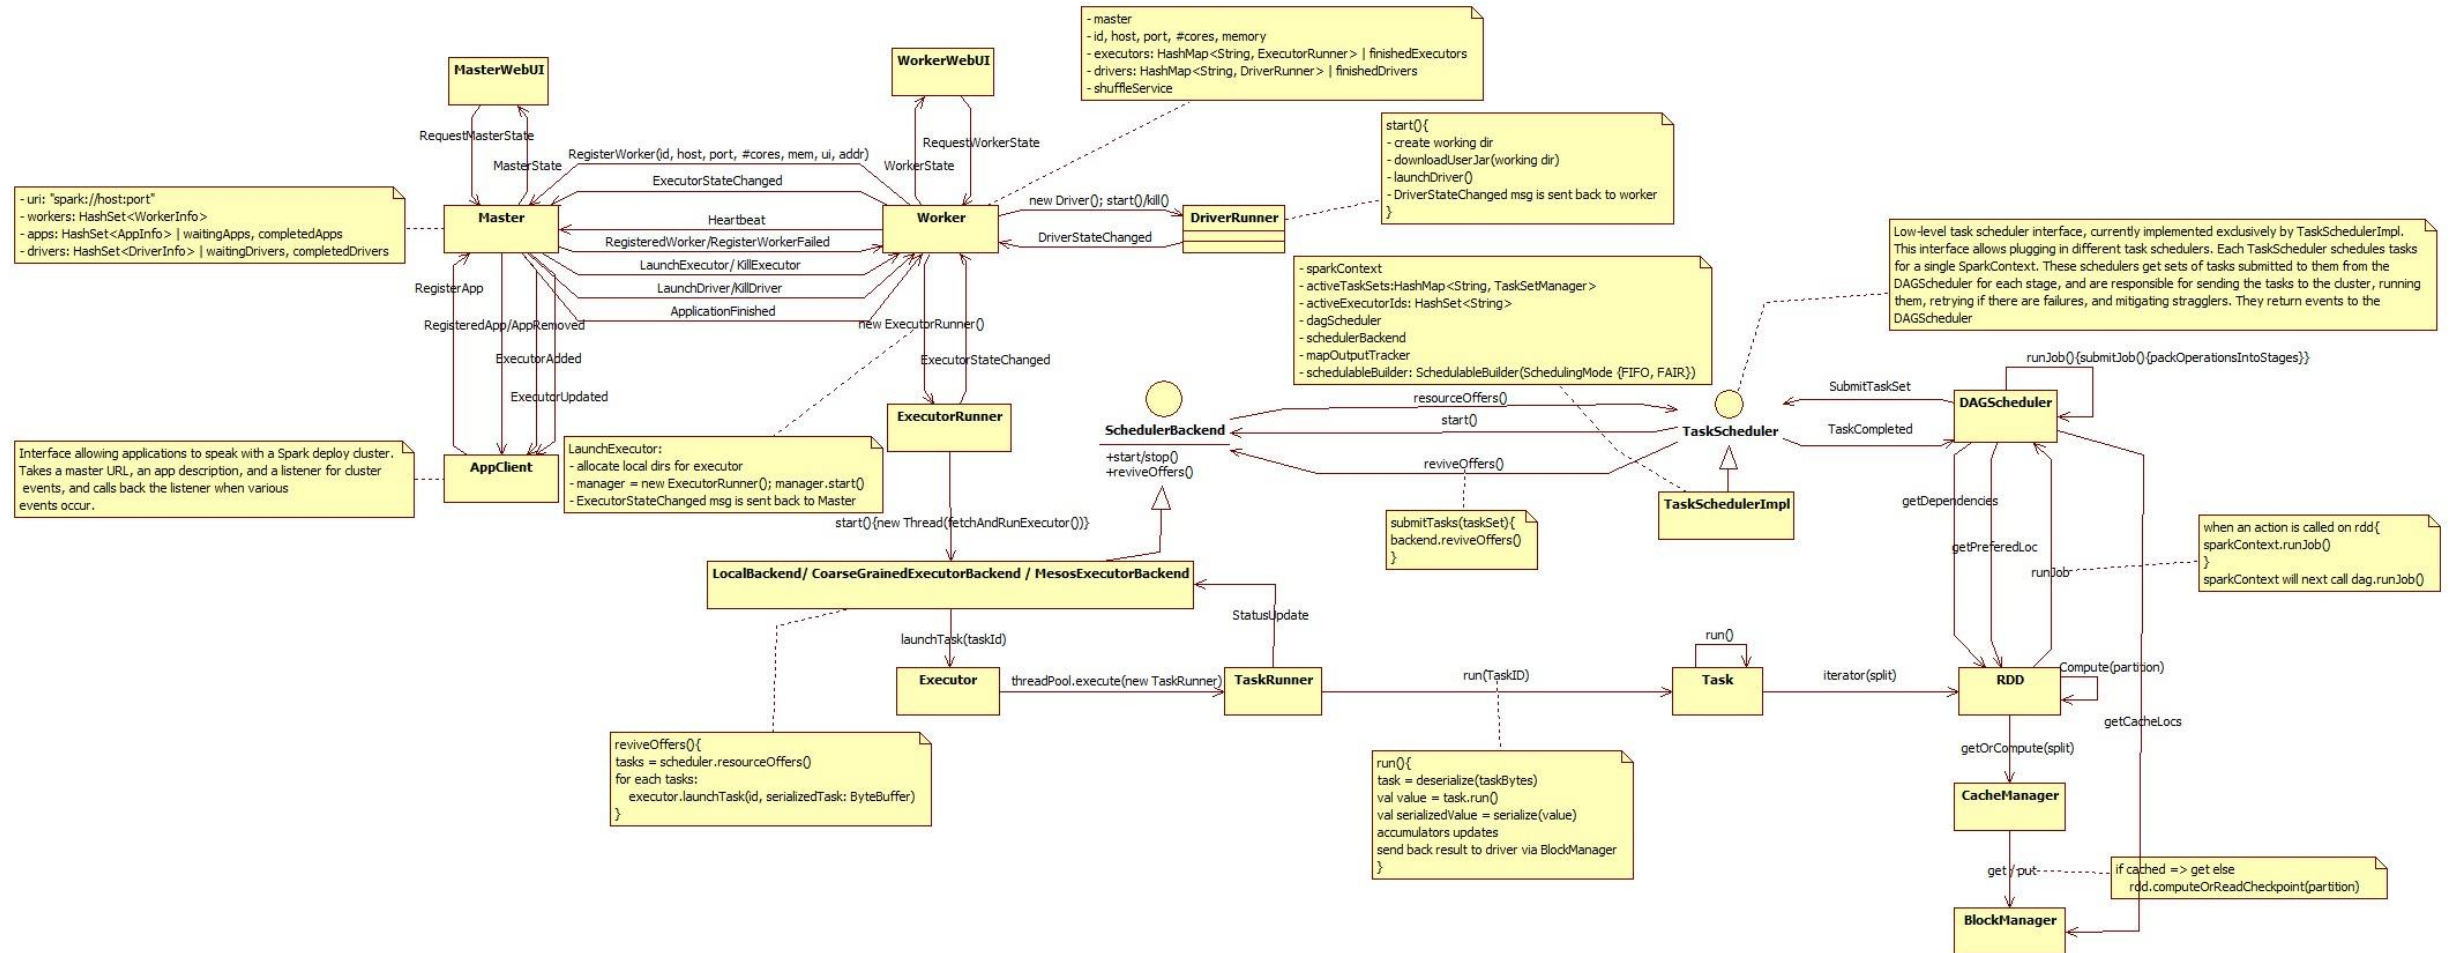 - master
- id, host, port, #cores, memory
- executors: HashMap<String, ExecutorRunner> | finishedExecutors
- drivers: HashMap<String, DriverRunner> | finishedDrivers
- shuffleService
MasterWebUI
WorkerWebUI
RequestMasterState
MasterState
RequestWorkerState
WorkerState
RegisterWorker(id, host, port, #cores, mem, ui, addr)
ExecutorStateChanged
Heartbeat
RegisteredWorker/RegisterWorkerFailed
LaunchExecutor/ KillExecutor
LaunchDriver/KillDriver
ApplicationFinished
start(){
- create working dir
- downloadUserJar(working dir)
- launchDriver()
- DriverStateChanged msg is sent back to worker
}
- uri: "spark://host:port"
- workers: HashSet<WorkerInfo>
- apps: HashSet<AppInfo> | waitingApps, completedApps
- drivers: HashSet<DriverInfo> | waitingDrivers, completedDrivers
Master
Worker
new Driver(); start()/kill()
DriverRunner
DriverStateChanged
RegisterApp
RegisteredApp/AppRemoved
ExecutorAdded
ExecutorUpdated
new ExecutorRunner()
ExecutorStateChanged
- sparkContext
- activeTaskSets:HashMap<String, TaskSetManager>
- activeExecutorIds: HashSet<String>
- dagScheduler
- schedulerBackend
- mapOutputTracker
- schedulableBuilder: SchedulableBuilder(SchedulingMode {FIFO, FAIR})
Low-level task scheduler interface, currently implemented exclusively by TaskSchedulerImpl.
This interface allows plugging in different task schedulers. Each TaskScheduler schedules tasks
for a single SparkContext. These schedulers get sets of tasks submitted to them from the
DAGScheduler for each stage, and are responsible for sending the tasks to the cluster, running
them, retrying if there are failures, and mitigating stragglers. They return events to the
DAGScheduler
runJob(){submitJob(){packOperationsIntoStages}}
Interface allowing applications to speak with a Spark deploy cluster.
Takes a master URL, an app description, and a listener for cluster
events, and calls back the listener when various
events occur.
AppClient
LaunchExecutor:
- allocate local dirs for executor
- manager = new ExecutorRunner(); manager.start()
- ExecutorStateChanged msg is sent back to Master
ExecutorRunner
SchedulerBackend
+start/stop()
+reviveOffers()
resourceOffers()
start()
reviveOffers()
TaskScheduler
SubmitTaskSet
TaskCompleted
DAGScheduler
TaskSchedulerImpl
submitTasks(taskSet){
backend.reviveOffers()
}
getDependencies
getPreferedLoc
runJob
when an action is called on rdd{
sparkContext.runJob()
}
sparkContext will next call dag.runJob()
start(){new Thread(fetchAndRunExecutor())}
LocalBackend/ CoarseGrainedExecutorBackend / MesosExecutorBackend
StatusUpdate
launchTask(taskId)
Executor
threadPool.execute(new TaskRunner)
TaskRunner
run(TaskID)
run()
Task
iterator(split)
RDD
Compute(partition)
getCacheLocs
getOrCompute(split)
reviveOffers(){
tasks = scheduler.resourceOffers()
for each tasks:
executor.launchTask(id, serializedTask: ByteBuffer)
}
run(){
task = deserialize(taskBytes)
val value = task.run()
val serializedValue = serialize(value)
accumulators updates
send back result to driver via BlockManager
}
CacheManager
get / put
if cached => get else
rdd.computeOrReadCheckpoint(partition)
BlockManager